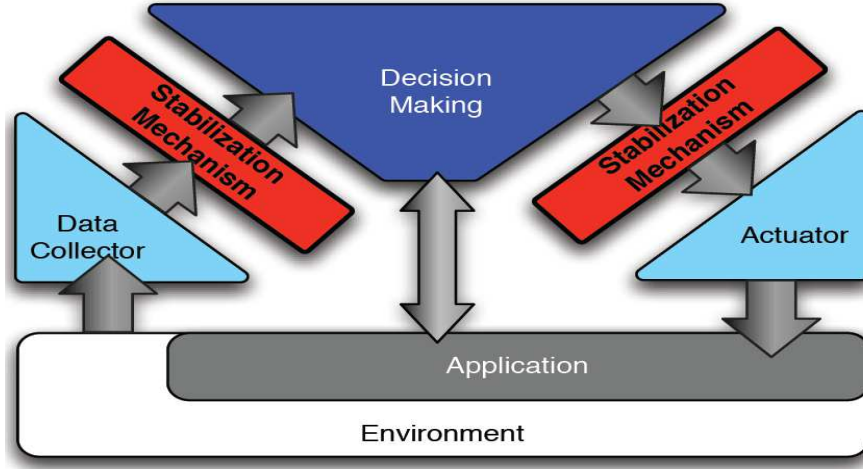 Decision
Making
Stabilization
Mechanism
Stabilization
Mechanism
Data
Collector
Actuator
Application
Environment